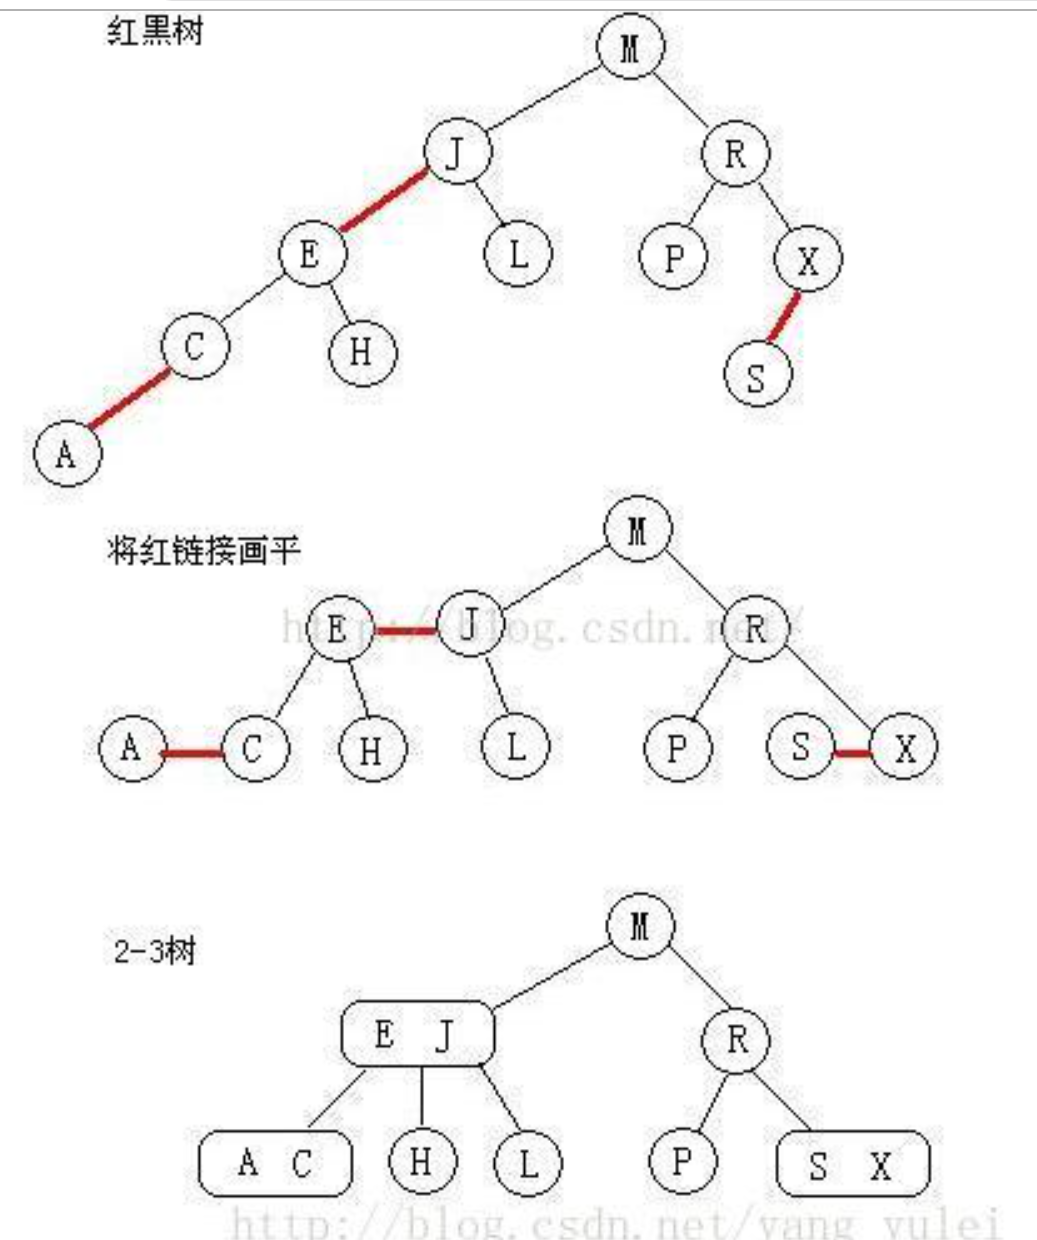 红黑树
M
J
R
E
L
P
X
C
H
S
A
将红链接画平
M
E
J
R
http://blog.csdn.net/
A
C
H
L
P
S
X
2-3树
M
E J
R
A C
H
L
P
S X
http://blog.csdn.net/yang_yulei